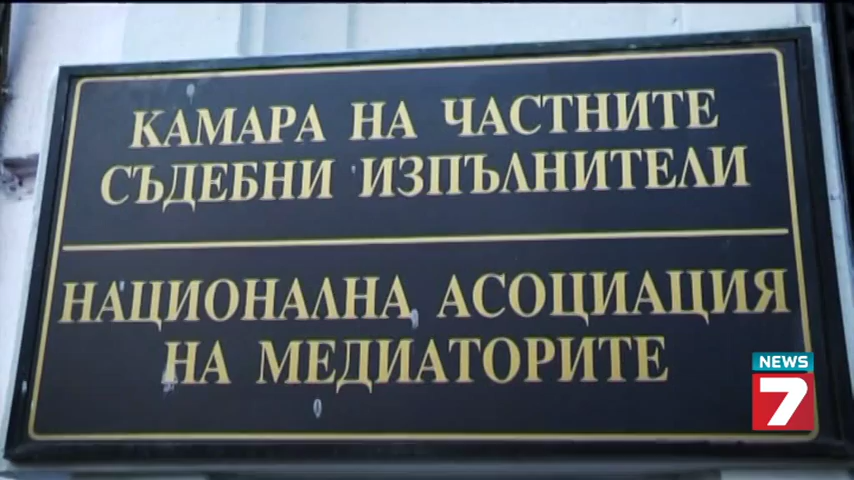 КАМАРА НА ЧАСТНИТЕ
СЪДЕБНИ ИЗПЪЛНИТЕЛИ
НАЦИОНАЛНА АСОЦИАЦИЯ
НА МЕДИАТОРИТЕ
NEWS
7